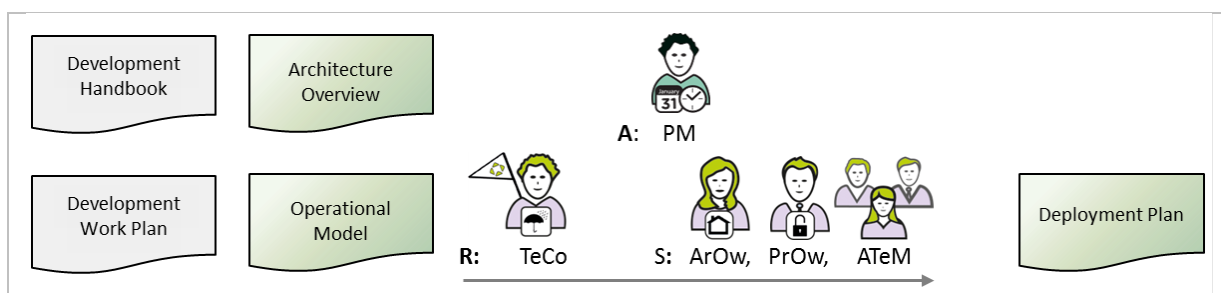 Development
Handbook
Architecture
Overview
January
31
A: PM
Development
Work Plan
Operational
Model
R: TeCo
S: ArOw, PrOw, ATeM
Deployment Plan